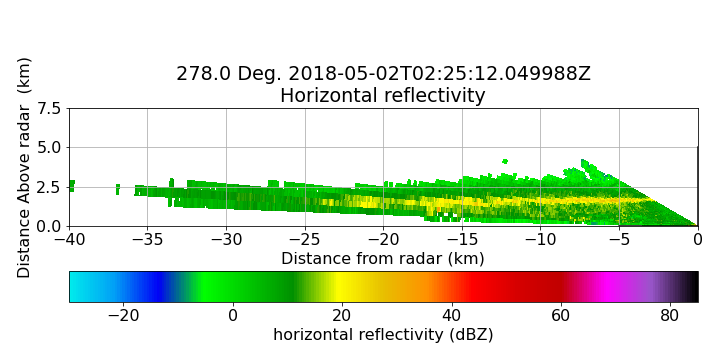 278.0 Deg. 2018-05-02T02:25:12.049988Z
Horizontal reflectivity
Distance Above radar (km)
7.5
5.0
2.5
0.0
−40 −35 −30 −25 −20 −15 −10 −5 0
Distance from radar (km)
−20 0 20 40 60 80
horizontal reflectivity (dBZ)